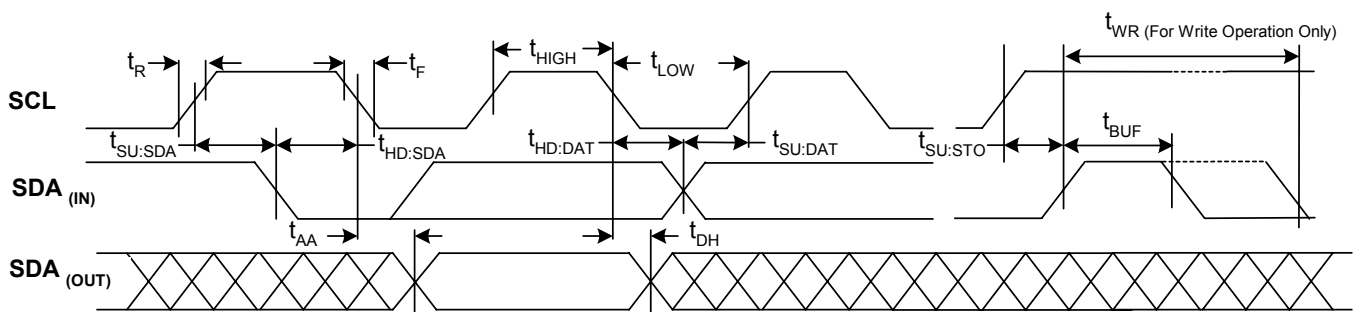 t_WR (For Write Operation Only)
t_R t_F t_HIGH t_LOW
SCL
t_SU:SDA t_HD:SDA t_HD:DAT t_SU:DAT t_SU:STO t_BUF
SDA (IN)
t_AA t_DH
SDA (OUT)